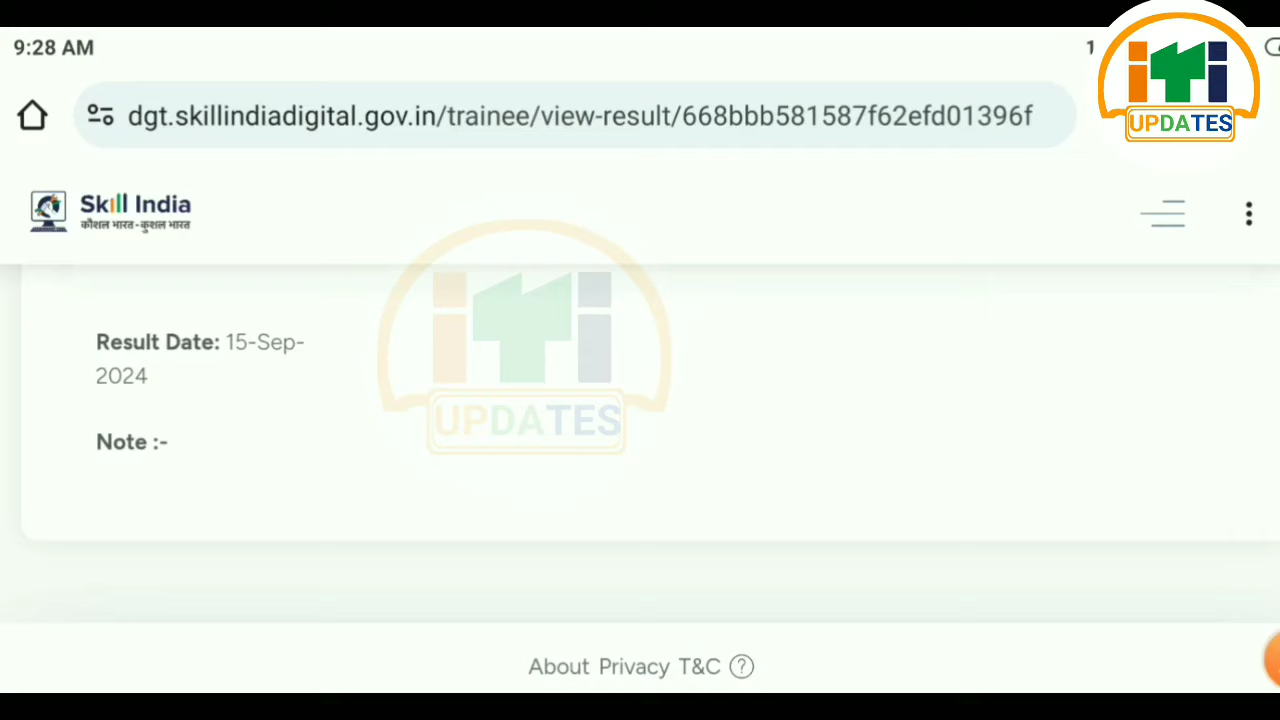 9:28 AM
1
iTi
UPDATES
dgt.skillindiadigital.gov.in/trainee/view-result/668bbb581587f62efd01396f
Skill India
कौशल भारत-कुशल भारत
iTi
UPDATES
Result Date: 15-Sep-
2024
Note :-
About Privacy T&C ?